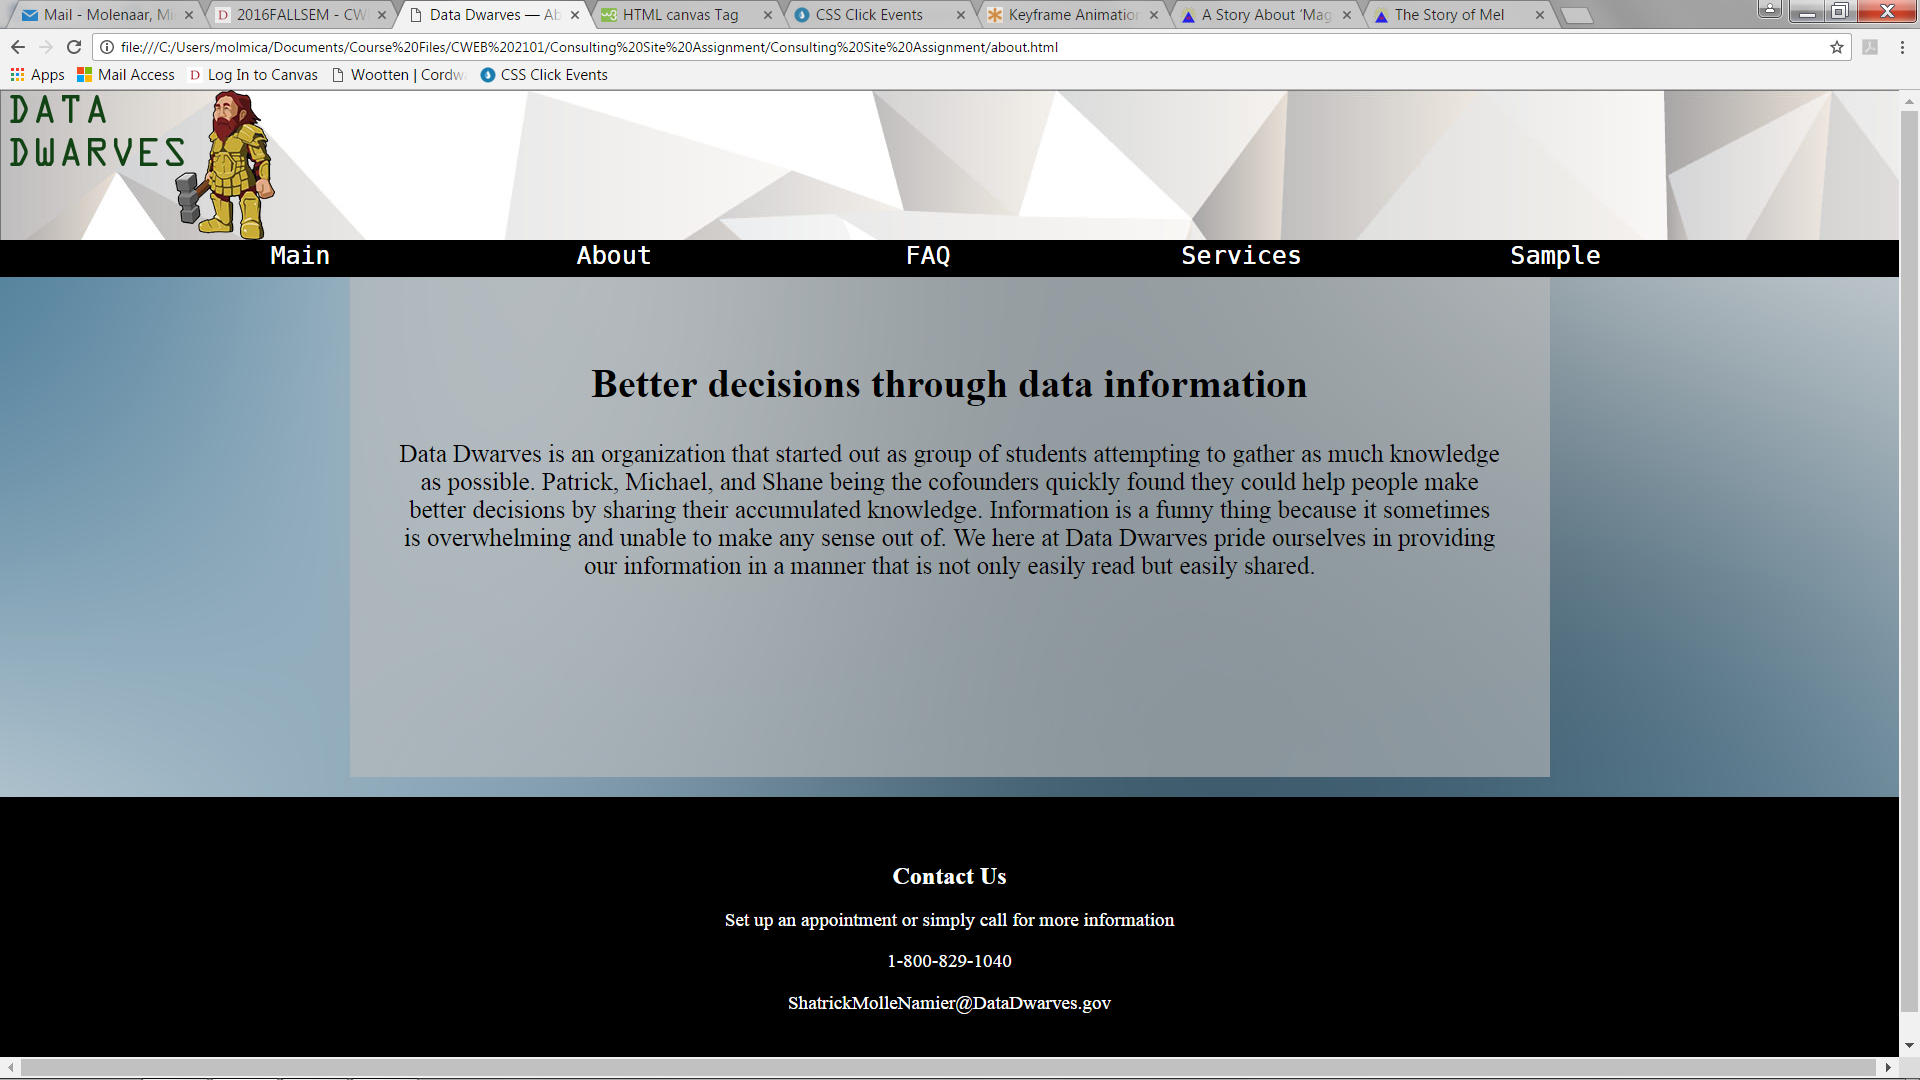 Mail - Molenaar, Mi
2016FALLSEM - CW
Data Dwarves — Ab
HTML canvas Tag
CSS Click Events
Keyframe Animation
A Story About ‘Mag
The Story of Mel
file:///C:/Users/molmica/Documents/Course%20Files/CWEB%202101/Consulting%20Site%20Assignment/Consulting%20Site%20Assignment/about.html
Apps Mail Access Log In to Canvas Wootten | Cordwa CSS Click Events
DATA
DWARVES
Main About FAQ Services Sample
Better decisions through data information
Data Dwarves is an organization that started out as group of students attempting to gather as much knowledge
as possible. Patrick, Michael, and Shane being the cofounders quickly found they could help people make
better decisions by sharing their accumulated knowledge. Information is a funny thing because it sometimes
is overwhelming and unable to make any sense out of. We here at Data Dwarves pride ourselves in providing
our information in a manner that is not only easily read but easily shared.
Contact Us
Set up an appointment or simply call for more information
1-800-829-1040
ShatrickMolleNamier@DataDwarves.gov